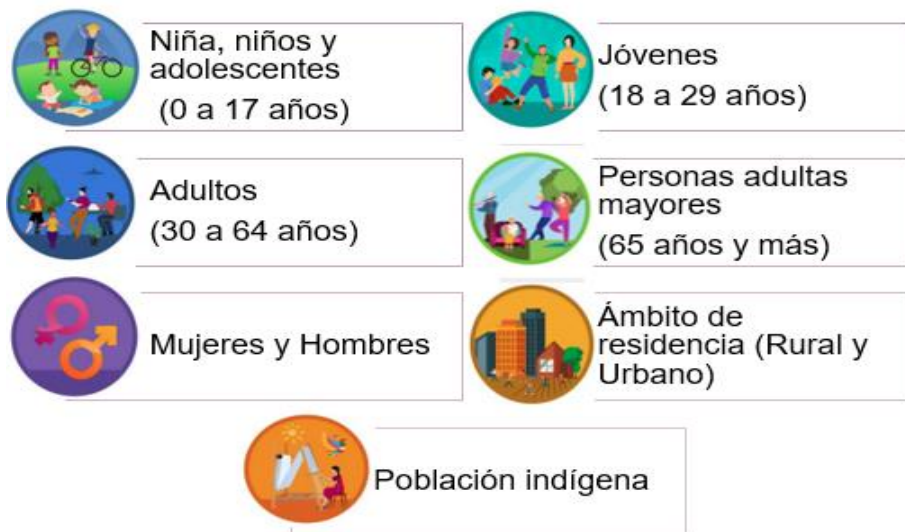 Niña, niños y
adolescentes
(0 a 17 años)
Jóvenes
(18 a 29 años)
Adultos
(30 a 64 años)
Personas adultas
mayores
(65 años y más)
Mujeres y Hombres
Ámbito de
residencia (Rural y
Urbano)
Población indígena